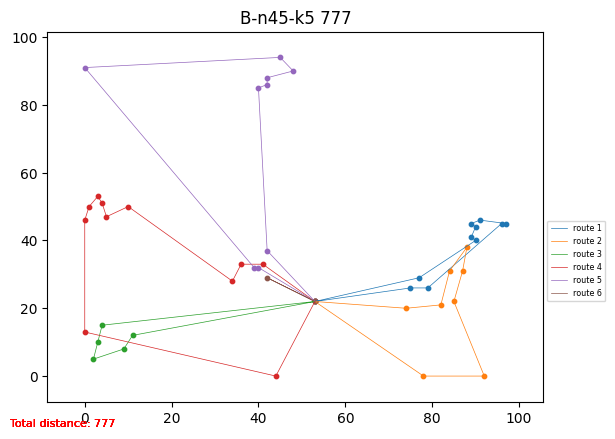 B-n45-k5 777
100
80
60
40
20
0
0 20 40 60 80 100
route 1
route 2
route 3
route 4
route 5
route 6
Total distance: 777